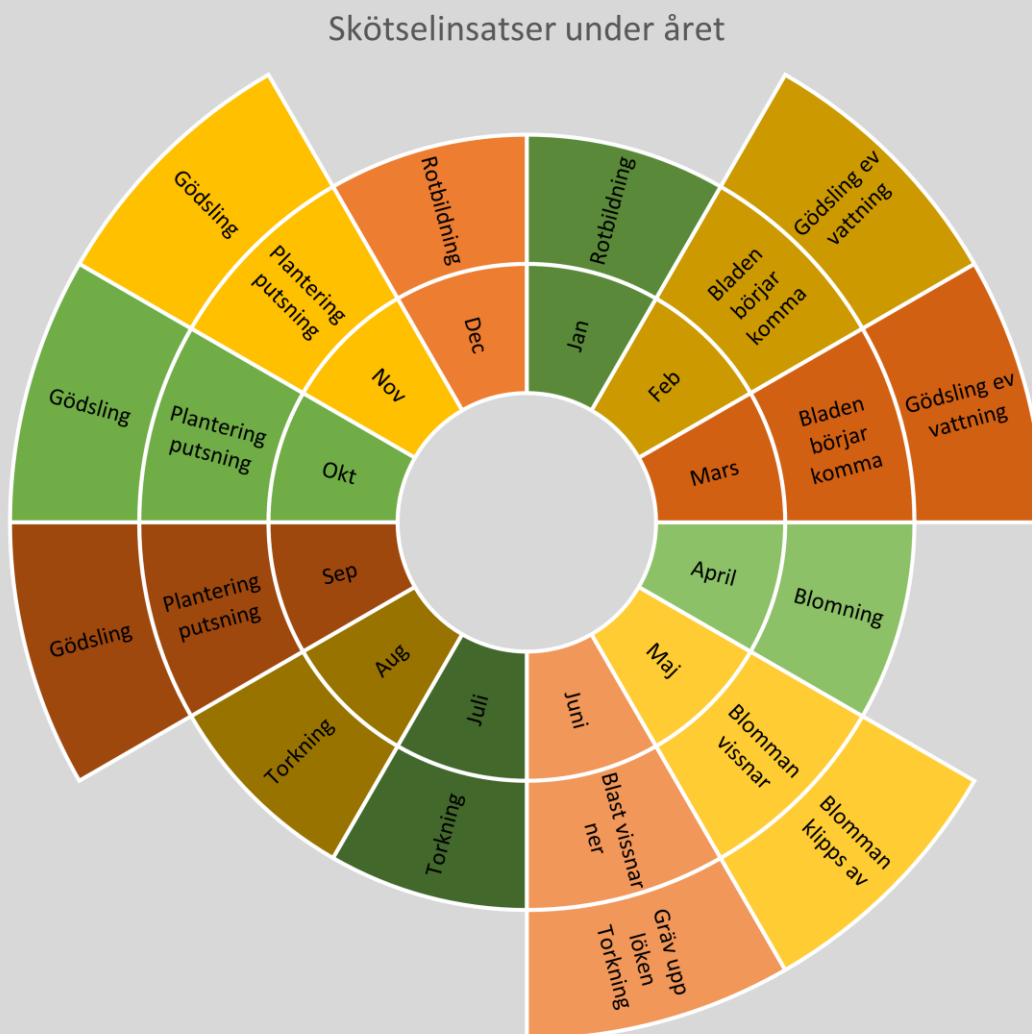 Skötselinsatser under året
Jan
Rotbildning
Feb
Bladen
börjar
komma
Gödsling ev
vattning
Mars
Bladen
börjar
komma
Gödsling ev
vattning
April
Blomning
Maj
Blomman
vissnar
Blomman
klipps av
Juni
Blast vissnar
ner
Gräv upp
löken
Torkning
Juli
Torkning
Aug
Torkning
Sep
Plantering
putsning
Gödsling
Okt
Plantering
putsning
Gödsling
Nov
Plantering
putsning
Gödsling
Dec
Rotbildning